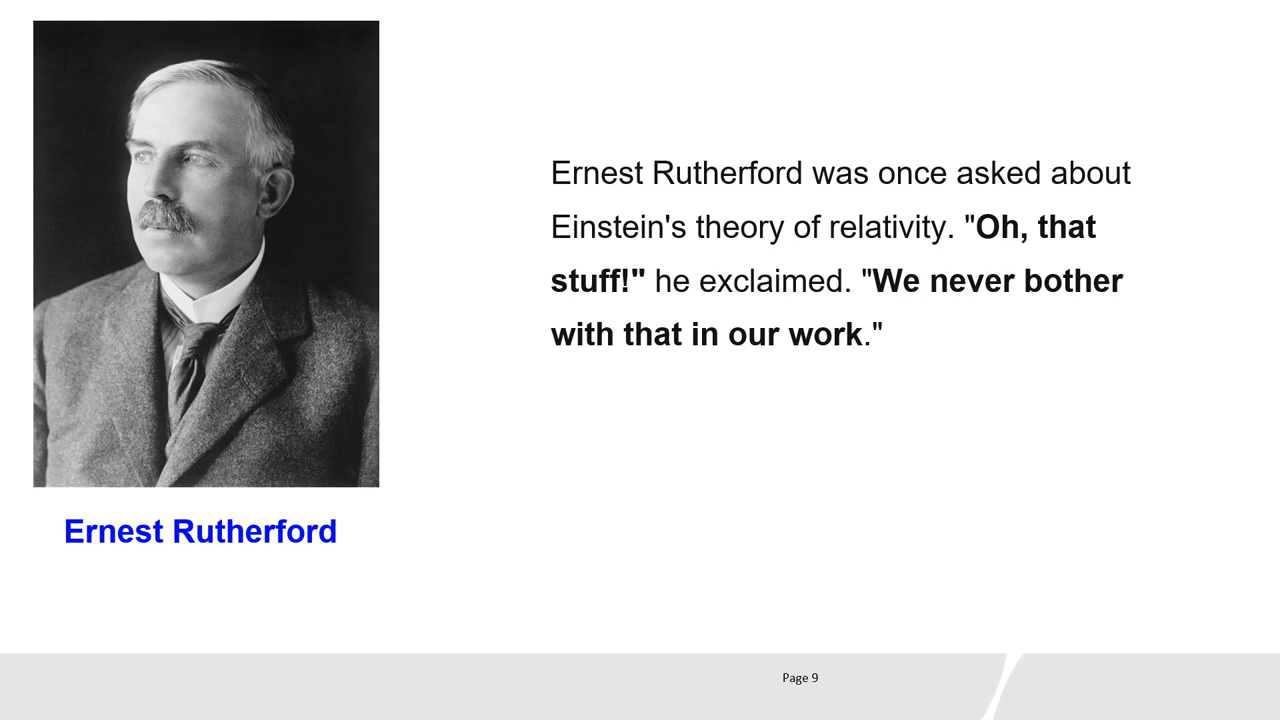 Ernest Rutherford was once asked about
Einstein's theory of relativity. "Oh, that
stuff!" he exclaimed. "We never bother
with that in our work."
Ernest Rutherford
Page 9